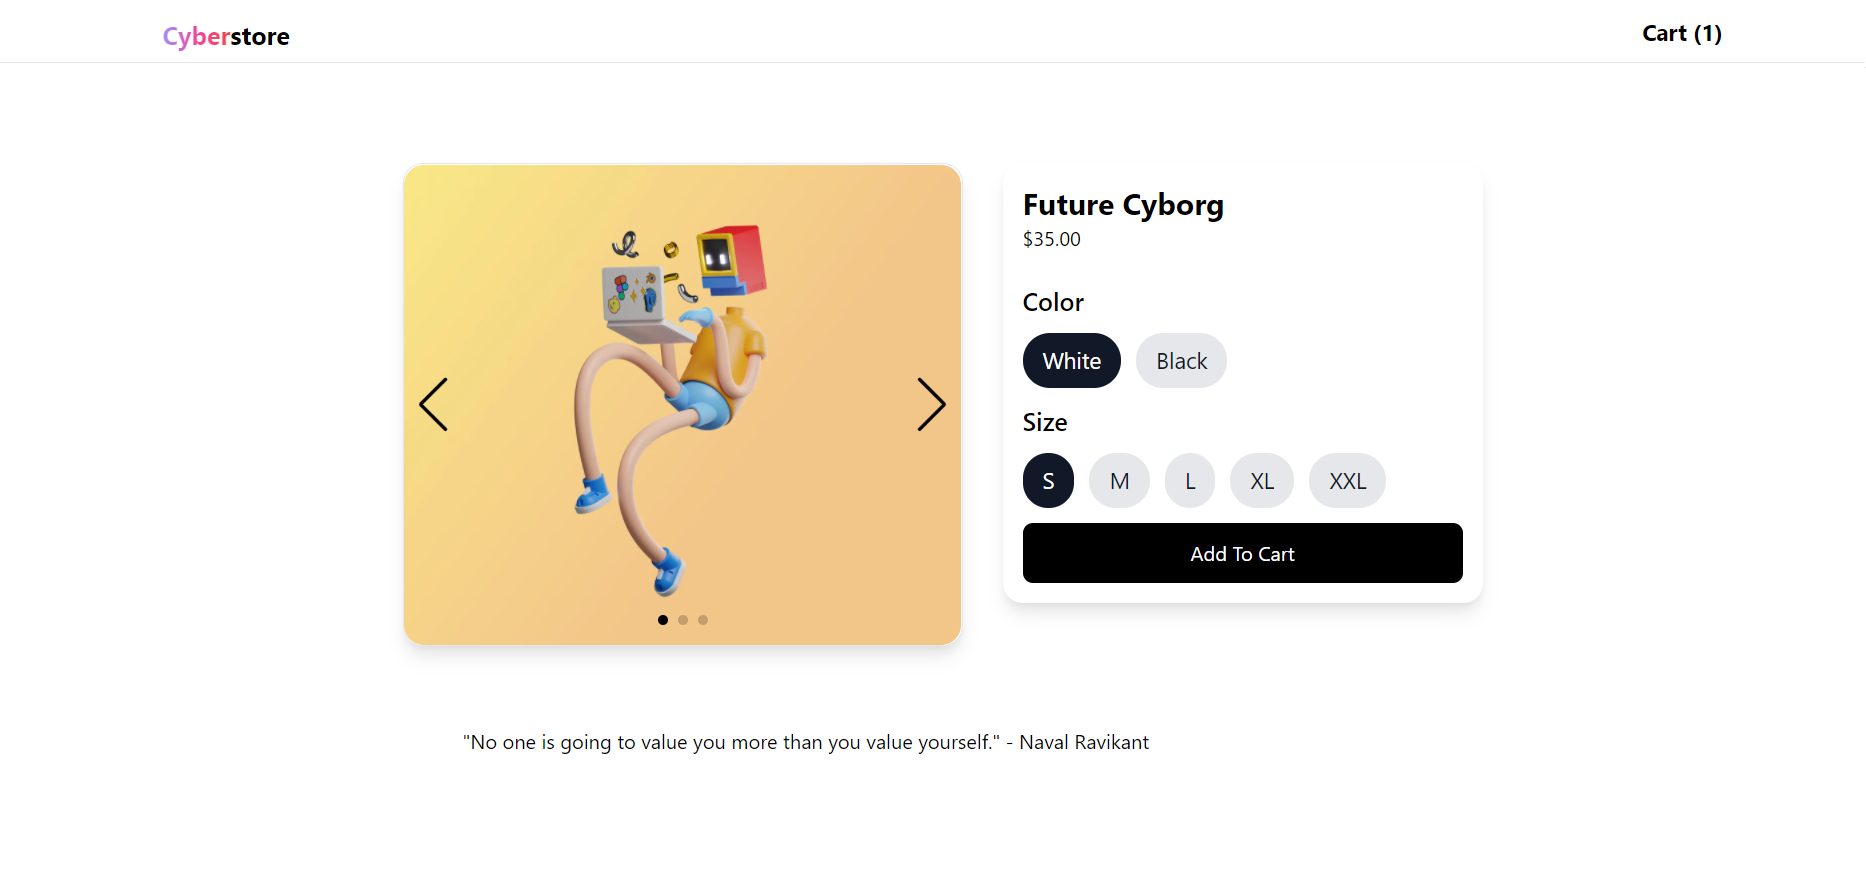 Cyberstore
Cart (1)
Future Cyborg
$35.00
Color
White
Black
Size
S
M
L
XL
XXL
Add To Cart
"No one is going to value you more than you value yourself." - Naval Ravikant